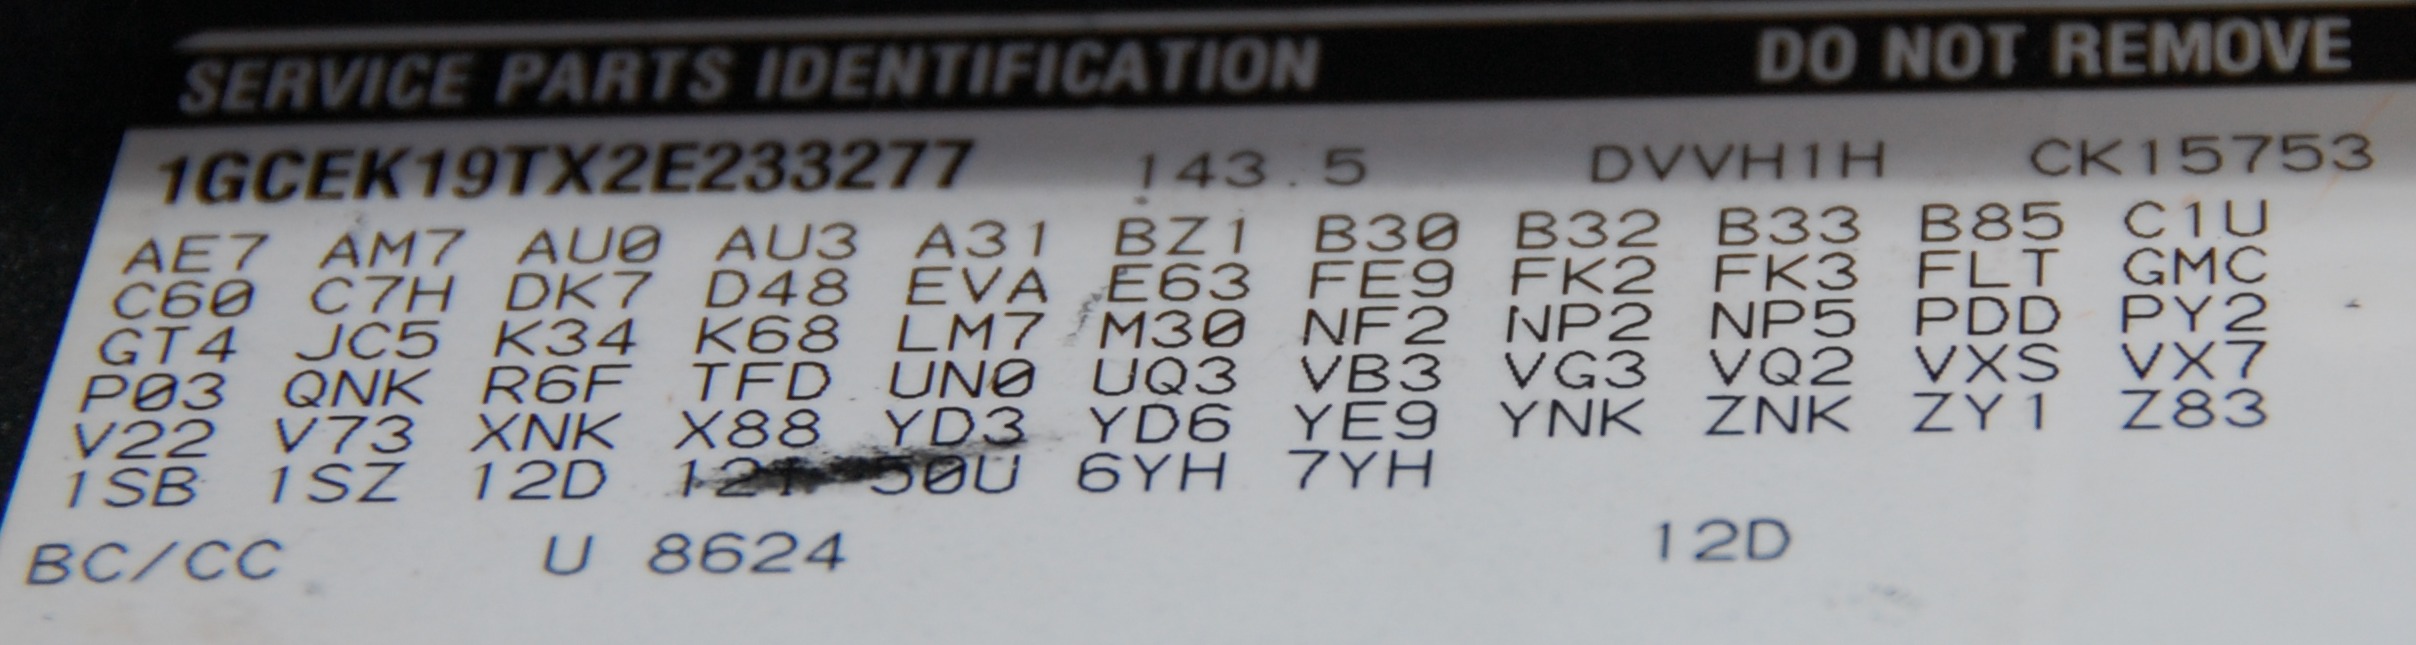 SERVICE PARTS IDENTIFICATION DO NOT REMOVE
1GCEK19TX2E233277 143.5 DVVH1H CK15753
AE7 AM7 AU0 AU3 A31 BZ1 B30 B32 B33 B85 C1U
C60 C7H DK7 D48 EVA E63 FE9 FK2 FK3 FLT GMC
GT4 JC5 K34 K68 LM7 M30 NF2 NP2 NP5 PDD PY2
P03 QNK R6F TFD UN0 UQ3 VB3 VG3 VQ2 VXS VX7
V22 V73 XNK X88 YD3 YD6 YE9 YNK ZNK ZY1 Z83
1SB 1SZ 12D 50U 6YH 7YH
BC/CC U 8624 12D